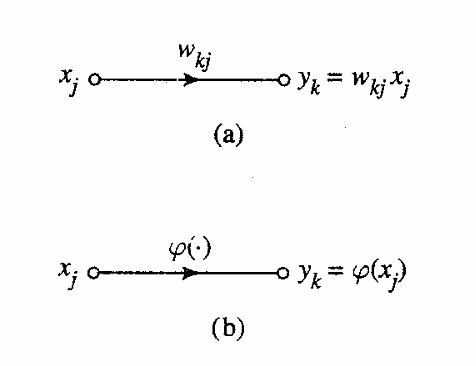 w_kj
x_j y_k = w_kj x_j
(a)
φ(·)
x_j y_k = φ(x_j)
(b)